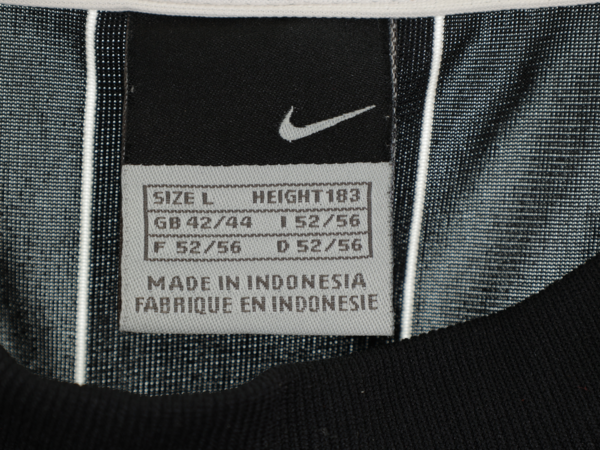 SIZE L HEIGHT 183
GB 42/44 I 52/56
F 52/56 D 52/56
MADE IN INDONESIA
FABRIQUE EN INDONESIE